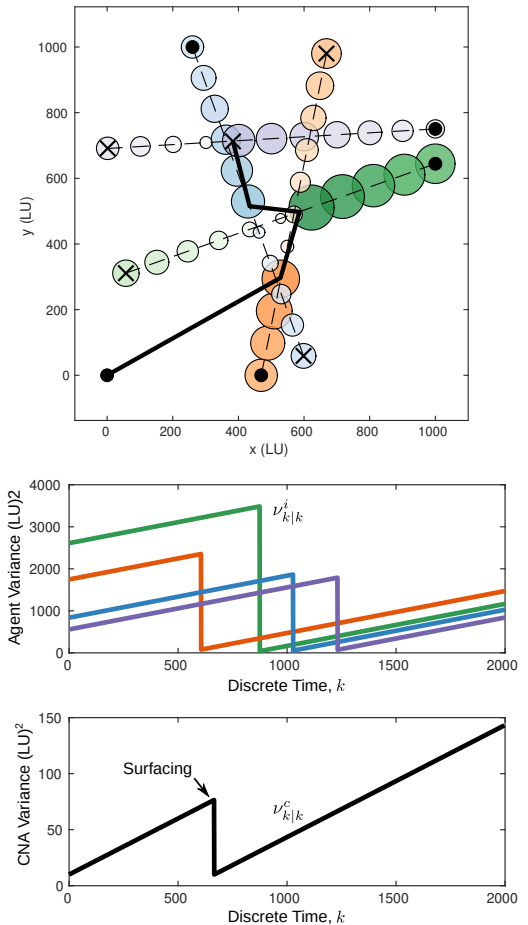 1000
800
600
400
200
0
y (LU)
0 200 400 600 800 1000
x (LU)
4000
3000
2000
1000
0
Agent Variance (LU)2
ν^i_{k|k}
0 500 1000 1500 2000
Discrete Time, k
150
100
50
0
CNA Variance (LU)^2
Surfacing
ν^c_{k|k}
0 500 1000 1500 2000
Discrete Time, k